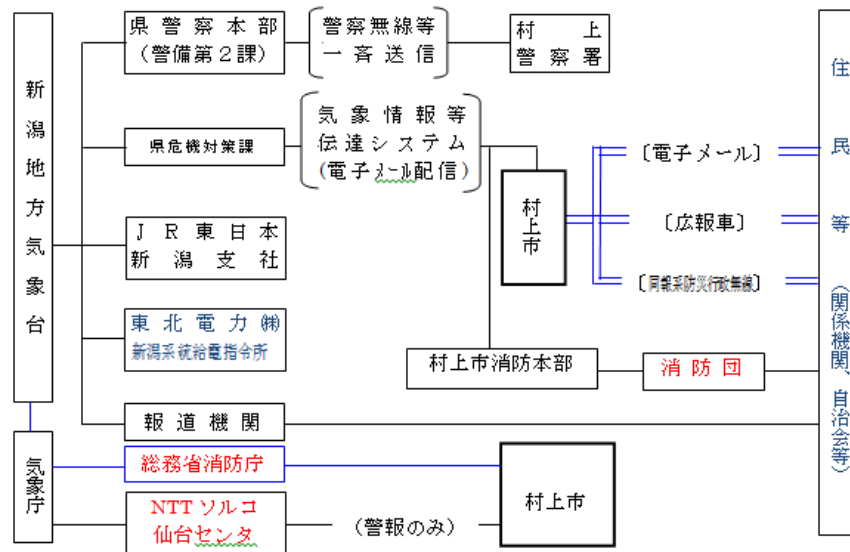 新潟地方気象台
県警察本部
(警備第2課)
警察無線等
一斉送信
村上
警察署
県危機対策課
気象情報等
伝達システム
(電子メール配信)
村上市
〔電子メール〕
〔広報車〕
〔同報系防災行政無線〕
JR東日本
新潟支社
東北電力㈱
新潟系統給電指令所
村上市消防本部
消防団
報道機関
住民等(関係機関、自治会等)
気象庁
総務省消防庁
NTTソルコ
仙台センタ
(警報のみ)
村上市